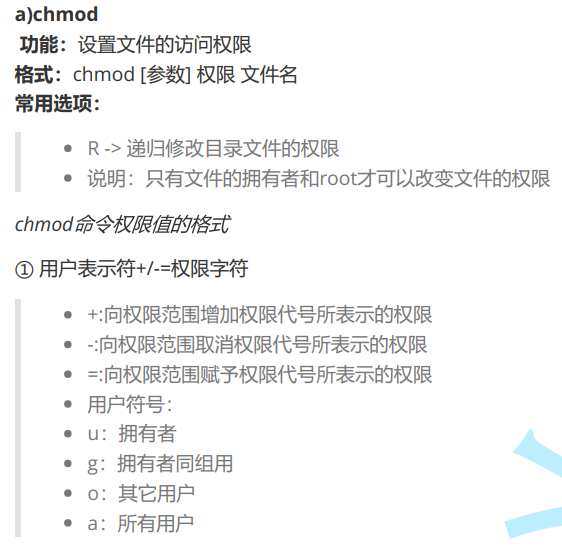 a)chmod
功能：设置文件的访问权限
格式：chmod [参数] 权限 文件名
常用选项：
R -> 递归修改目录文件的权限
说明：只有文件的拥有者和root才可以改变文件的权限
chmod命令权限值的格式
① 用户表示符+/-=权限字符
+:向权限范围增加权限代号所表示的权限
-:向权限范围取消权限代号所表示的权限
=:向权限范围赋予权限代号所表示的权限
用户符号：
u：拥有者
g：拥有者同组用
o：其它用户
a：所有用户